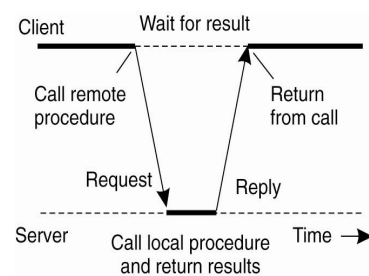 Client
Wait for result
Call remote
procedure
Return
from call
Request
Reply
Server
Call local procedure
and return results
Time